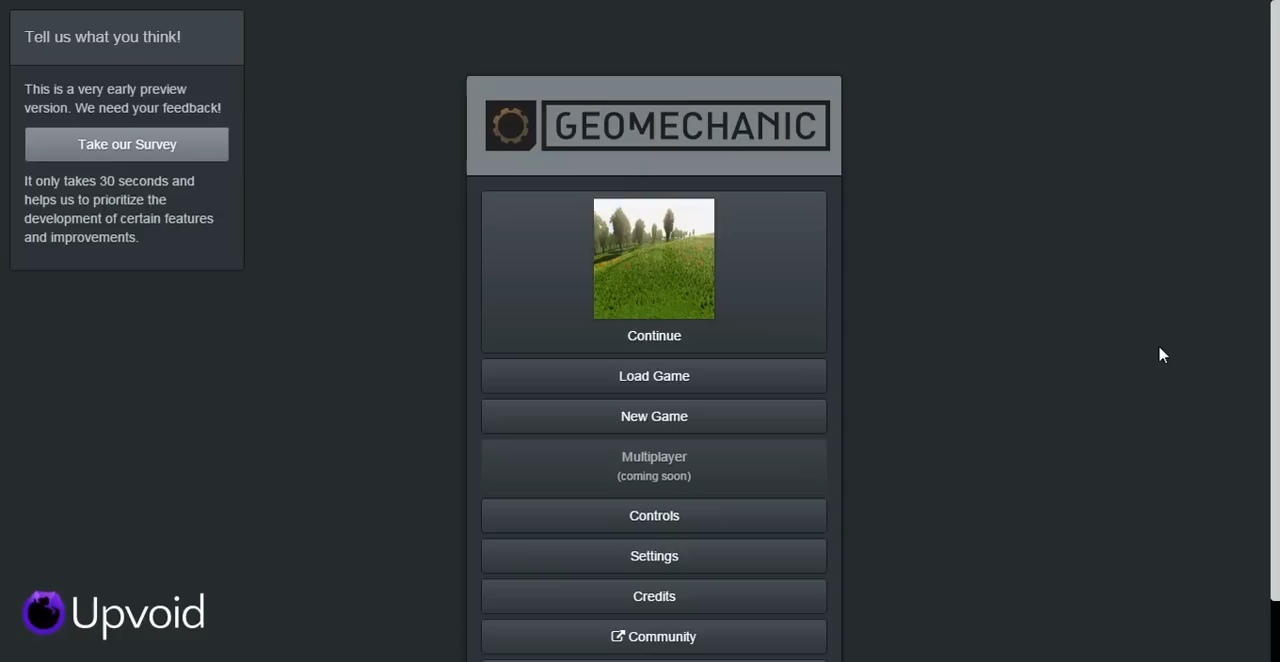 Tell us what you think!
This is a very early preview
version. We need your feedback!
Take our Survey
It only takes 30 seconds and
helps us to prioritize the
development of certain features
and improvements.
GEOMECHANIC
Continue
Load Game
New Game
Multiplayer
(coming soon)
Controls
Settings
Credits
Community
Upvoid